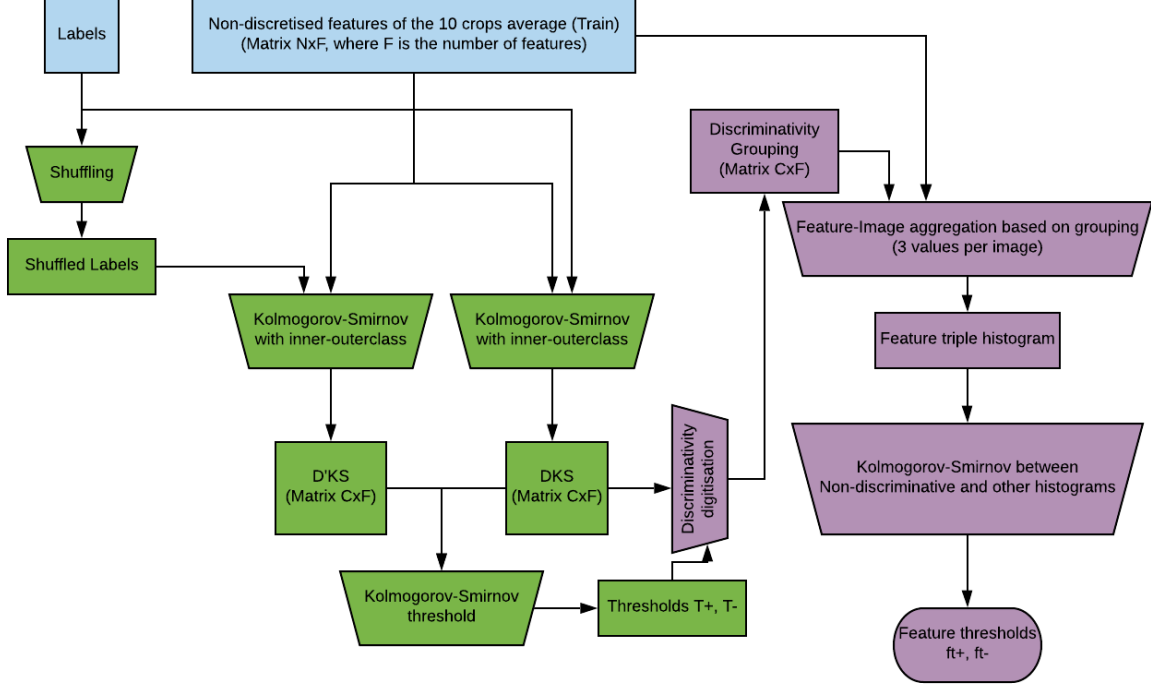 Labels
Non-discretised features of the 10 crops average (Train)
(Matrix NxF, where F is the number of features)
Shuffling
Shuffled Labels
Kolmogorov-Smirnov
with inner-outerclass
Kolmogorov-Smirnov
with inner-outerclass
D'KS
(Matrix CxF)
DKS
(Matrix CxF)
Kolmogorov-Smirnov
threshold
Thresholds T+, T-
Discriminativity
digitisation
Discriminativity
Grouping
(Matrix CxF)
Feature-Image aggregation based on grouping
(3 values per image)
Feature triple histogram
Kolmogorov-Smirnov between
Non-discriminative and other histograms
Feature thresholds
ft+, ft-